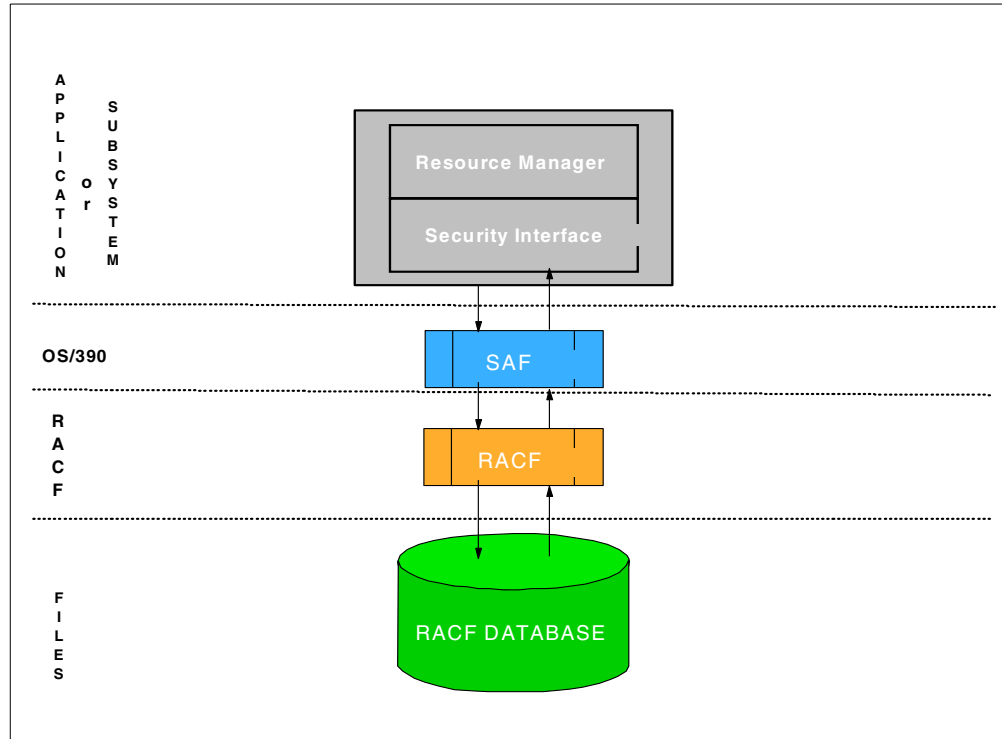 APPLICATION
or
SUBSYSTEM
Resource Manager
Security Interface
OS/390
SAF
RACF
RACF
FILES
RACF DATABASE